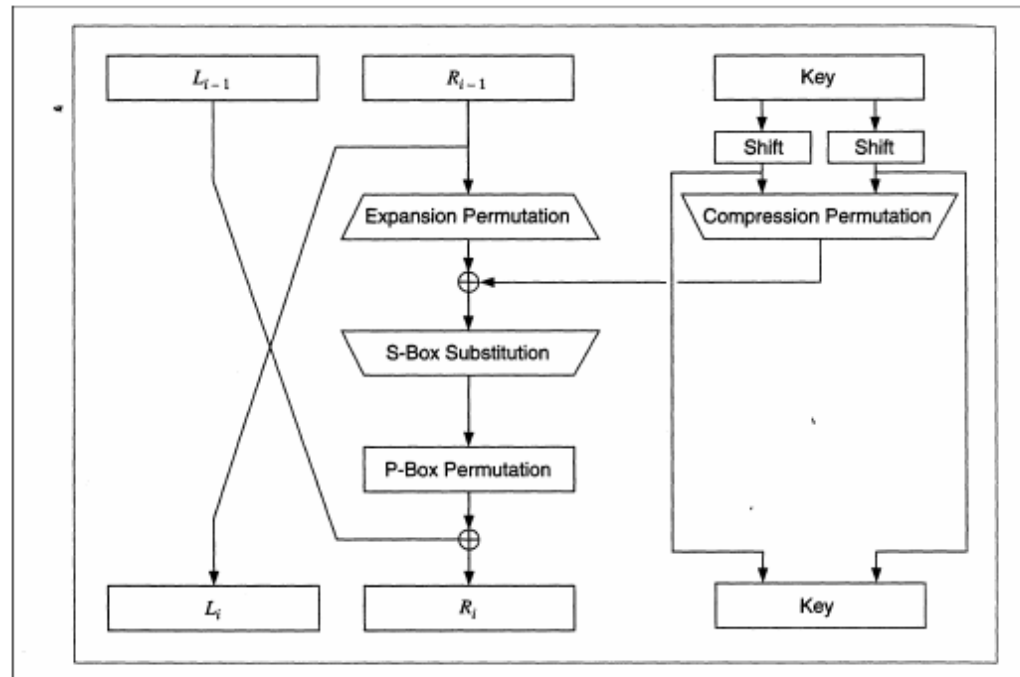 L_{i-1}
R_{i-1}
Key
Shift
Shift
Expansion Permutation
Compression Permutation
S-Box Substitution
P-Box Permutation
L_i
R_i
Key